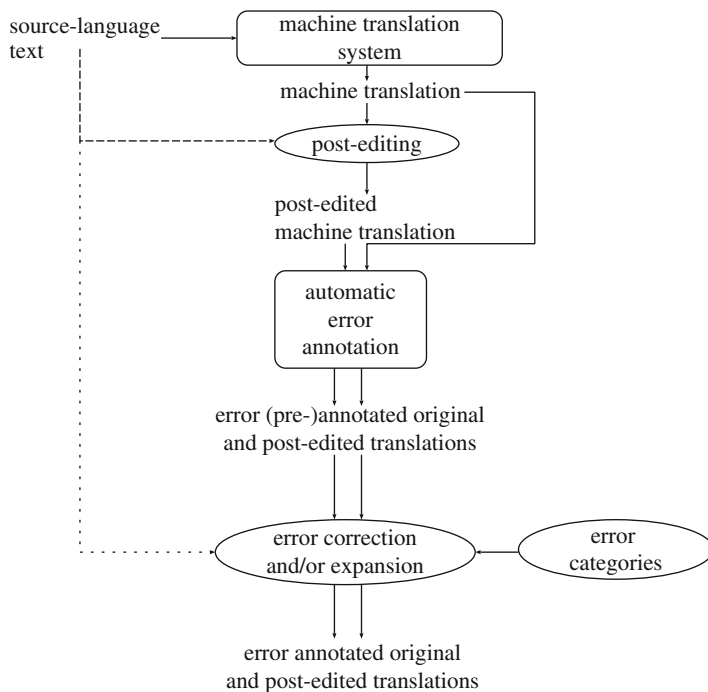 source-language
text
machine translation
system
machine translation
post-editing
post-edited
machine translation
automatic
error
annotation
error (pre-)annotated original
and post-edited translations
error correction
and/or expansion
error
categories
error annotated original
and post-edited translations